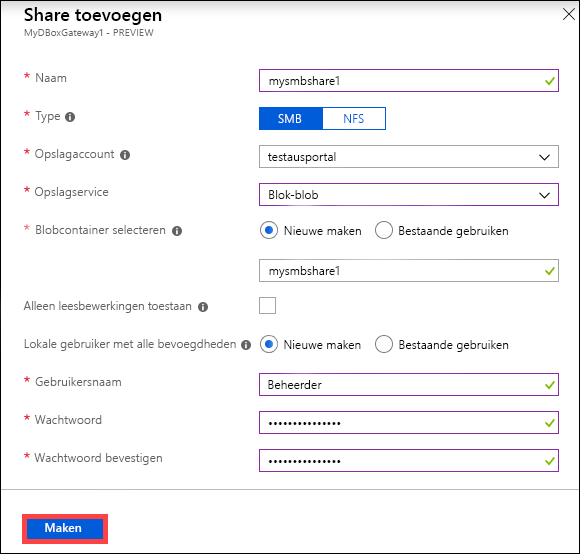 Share toevoegen
MyDBoxGateway1 - PREVIEW
* Naam
mysmbshare1
* Type
SMB NFS
* Opslagaccount
testausportal
* Opslagservice
Blok-blob
* Blobcontainer selecteren
Nieuwe maken Bestaande gebruiken
mysmbshare1
Alleen leesbewerkingen toestaan
Lokale gebruiker met alle bevoegdheden
Nieuwe maken Bestaande gebruiken
* Gebruikersnaam
Beheerder
* Wachtwoord
•••••••••••••••
* Wachtwoord bevestigen
•••••••••••••••
Maken